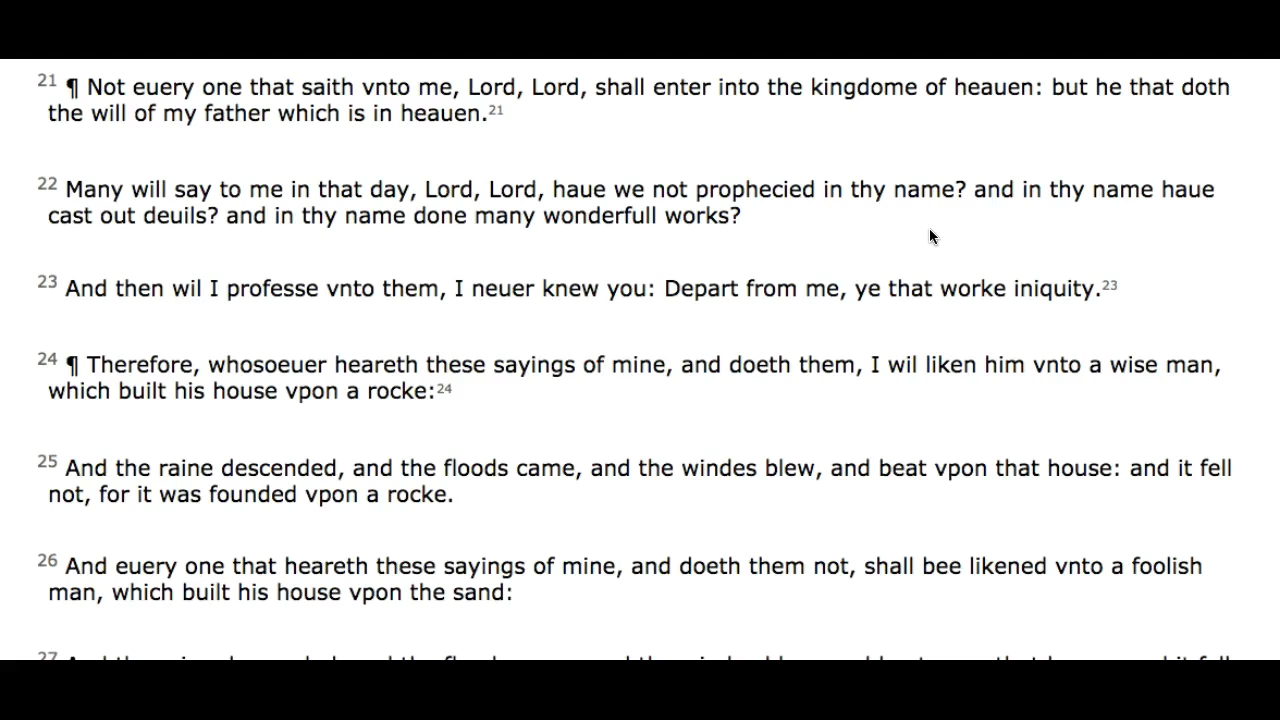 21 ¶ Not euery one that saith vnto me, Lord, Lord, shall enter into the kingdome of heauen: but he that doth
the will of my father which is in heauen.21
22 Many will say to me in that day, Lord, Lord, haue we not prophecied in thy name? and in thy name haue
cast out deuils? and in thy name done many wonderfull works?
23 And then wil I professe vnto them, I neuer knew you: Depart from me, ye that worke iniquity.23
24 ¶ Therefore, whosoeuer heareth these sayings of mine, and doeth them, I wil liken him vnto a wise man,
which built his house vpon a rocke:24
25 And the raine descended, and the floods came, and the windes blew, and beat vpon that house: and it fell
not, for it was founded vpon a rocke.
26 And euery one that heareth these sayings of mine, and doeth them not, shall bee likened vnto a foolish
man, which built his house vpon the sand:
27